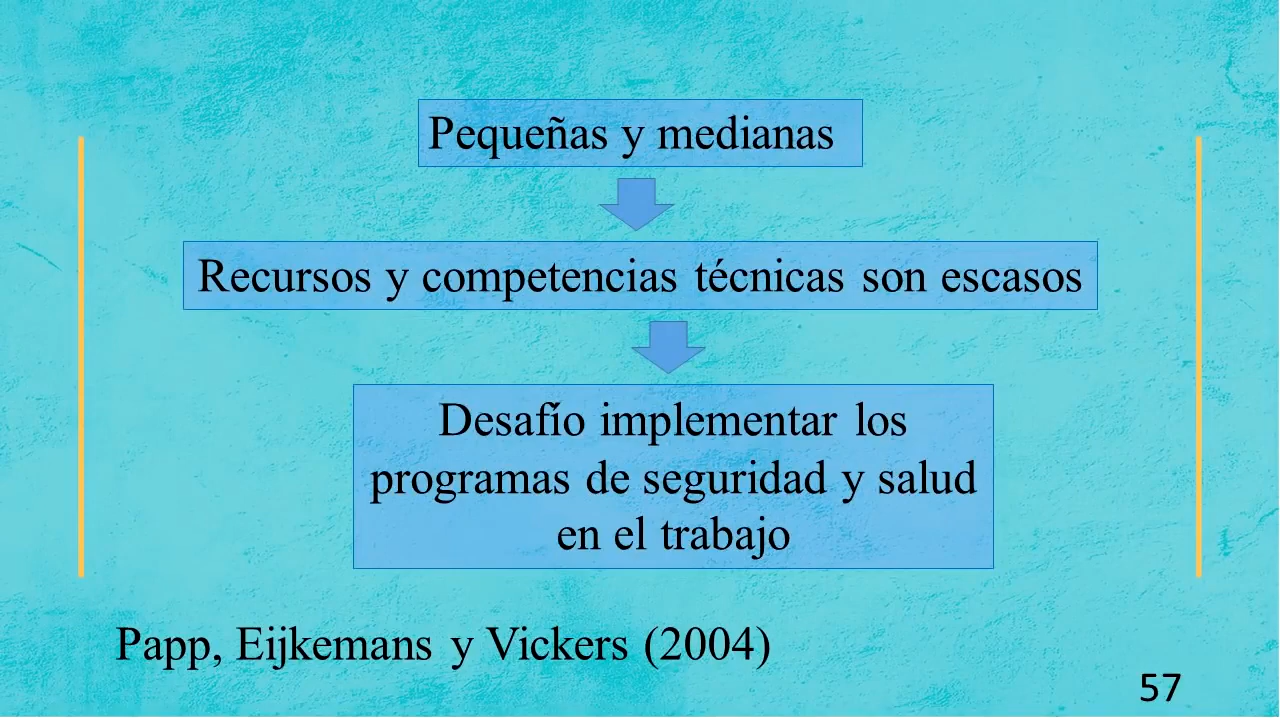 Pequeñas y medianas
Recursos y competencias técnicas son escasos
Desafío implementar los
programas de seguridad y salud
en el trabajo
Papp, Eijkemans y Vickers (2004)
57